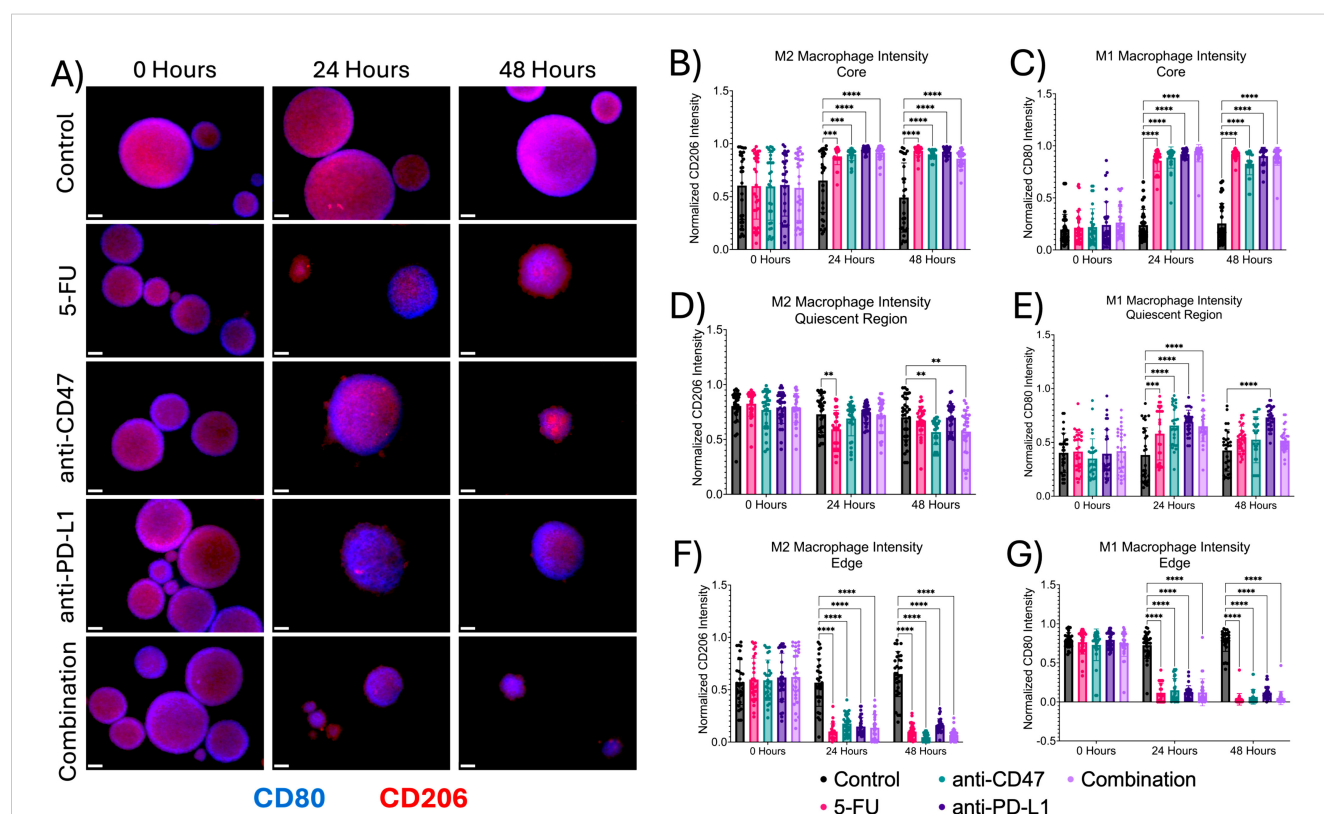 A)
0 Hours
24 Hours
48 Hours
Control
5-FU
anti-CD47
anti-PD-L1
Combination
CD80
CD206
B)
M2 Macrophage Intensity
Core
Normalized CD206 Intensity
1.5
1.0
0.5
0.0
***
***
****
****
****
****
****
****
0 Hours
24 Hours
48 Hours
C)
M1 Macrophage Intensity
Core
Normalized CD80 Intensity
1.5
1.0
0.5
0.0
****
****
****
****
****
****
****
****
0 Hours
24 Hours
48 Hours
D)
M2 Macrophage Intensity
Quiescent Region
Normalized CD206 Intensity
1.5
1.0
0.5
0.0
**
**
**
0 Hours
24 Hours
48 Hours
E)
M1 Macrophage Intensity
Quiescent Region
Normalized CD80 Intensity
1.5
1.0
0.5
0.0
***
****
****
****
****
0 Hours
24 Hours
48 Hours
F)
M2 Macrophage Intensity
Edge
Normalized CD206 Intensity
1.5
1.0
0.5
0.0
****
****
****
****
****
****
****
****
0 Hours
24 Hours
48 Hours
G)
M1 Macrophage Intensity
Edge
Normalized CD80 Intensity
1.5
1.0
0.5
0.0
-0.5
****
****
****
****
****
****
****
****
0 Hours
24 Hours
48 Hours
Control
anti-CD47
Combination
5-FU
anti-PD-L1